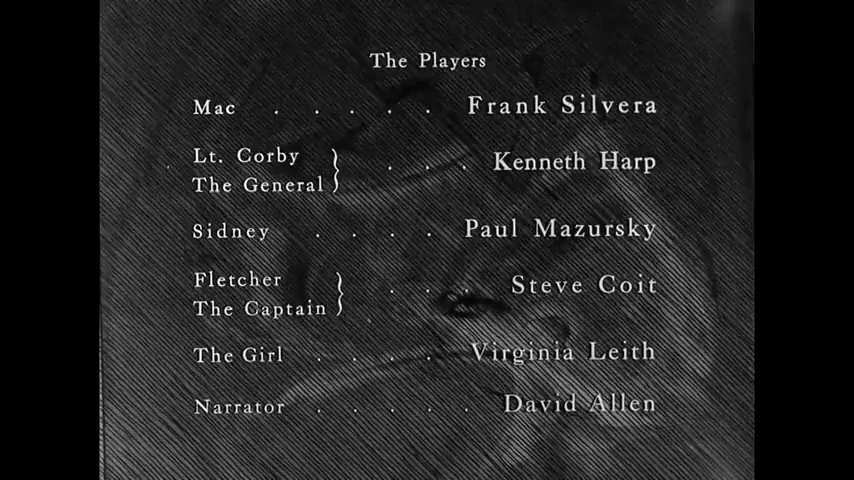 The Players
Mac . . . . . Frank Silvera
Lt. Corby
The General } . . . Kenneth Harp
Sidney . . . . Paul Mazursky
Fletcher
The Captain } . . . Steve Coit
The Girl . . . . Virginia Leith
Narrator . . . . . David Allen